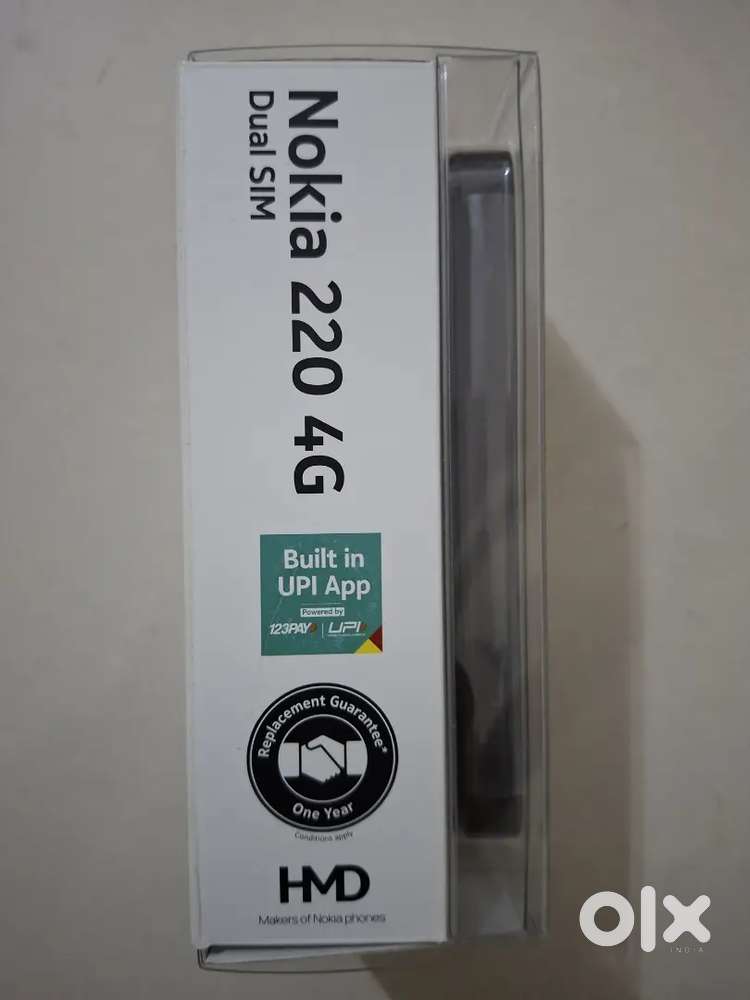 Nokia 220 4G
Dual SIM
Built in
UPI App
Powered by
123PAY | UPI
Replacement Guarantee*
One Year
Conditions apply
HMD
Makers of Nokia phones
olx
INDIA